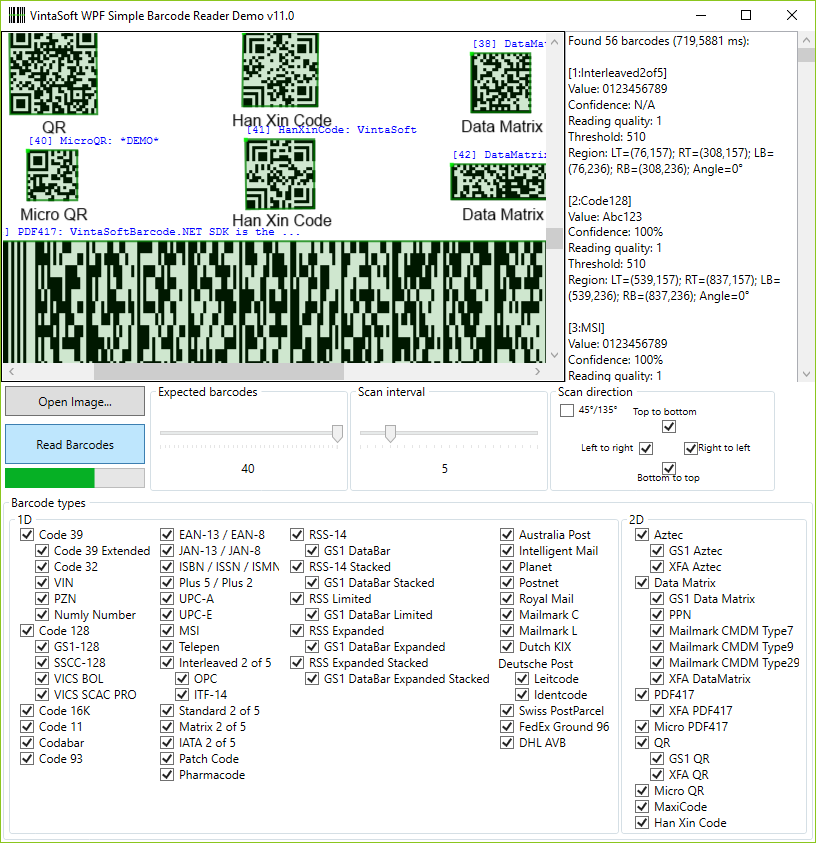 VintaSoft WPF Simple Barcode Reader Demo v11.0
[38] DataMa
QR
Han Xin Code
Data Matrix
[40] MicroQR: *DEMO*
[41] HanXinCode: VintaSoft
[42] DataMatri
Micro QR
Han Xin Code
Data Matrix
] PDF417: VintaSoftBarcode.NET SDK is the ...
Found 56 barcodes (719,5881 ms):
[1:Interleaved2of5]
Value: 0123456789
Confidence: N/A
Reading quality: 1
Threshold: 510
Region: LT=(76,157); RT=(308,157); LB=
(76,236); RB=(308,236); Angle=0°
[2:Code128]
Value: Abc123
Confidence: 100%
Reading quality: 1
Threshold: 510
Region: LT=(539,157); RT=(837,157); LB=
(539,236); RB=(837,236); Angle=0°
[3:MSI]
Value: 0123456789
Confidence: 100%
Reading quality: 1
Open Image...
Read Barcodes
Expected barcodes
40
Scan interval
5
Scan direction
45°/135°
Top to bottom
Left to right
Right to left
Bottom to top
Barcode types
1D
Code 39
Code 39 Extended
Code 32
VIN
PZN
Numly Number
Code 128
GS1-128
SSCC-128
VICS BOL
VICS SCAC PRO
Code 16K
Code 11
Codabar
Code 93
EAN-13 / EAN-8
JAN-13 / JAN-8
ISBN / ISSN / ISMN
Plus 5 / Plus 2
UPC-A
UPC-E
MSI
Telepen
Interleaved 2 of 5
OPC
ITF-14
Standard 2 of 5
Matrix 2 of 5
IATA 2 of 5
Patch Code
Pharmacode
RSS-14
GS1 DataBar
RSS-14 Stacked
GS1 DataBar Stacked
RSS Limited
GS1 DataBar Limited
RSS Expanded
GS1 DataBar Expanded
RSS Expanded Stacked
GS1 DataBar Expanded Stacked
Australia Post
Intelligent Mail
Planet
Postnet
Royal Mail
Mailmark C
Mailmark L
Dutch KIX
Deutsche Post
Leitcode
Identcode
Swiss PostParcel
FedEx Ground 96
DHL AVB
2D
Aztec
GS1 Aztec
XFA Aztec
Data Matrix
GS1 Data Matrix
PPN
Mailmark CMDM Type7
Mailmark CMDM Type9
Mailmark CMDM Type29
XFA DataMatrix
PDF417
XFA PDF417
Micro PDF417
QR
GS1 QR
XFA QR
Micro QR
MaxiCode
Han Xin Code